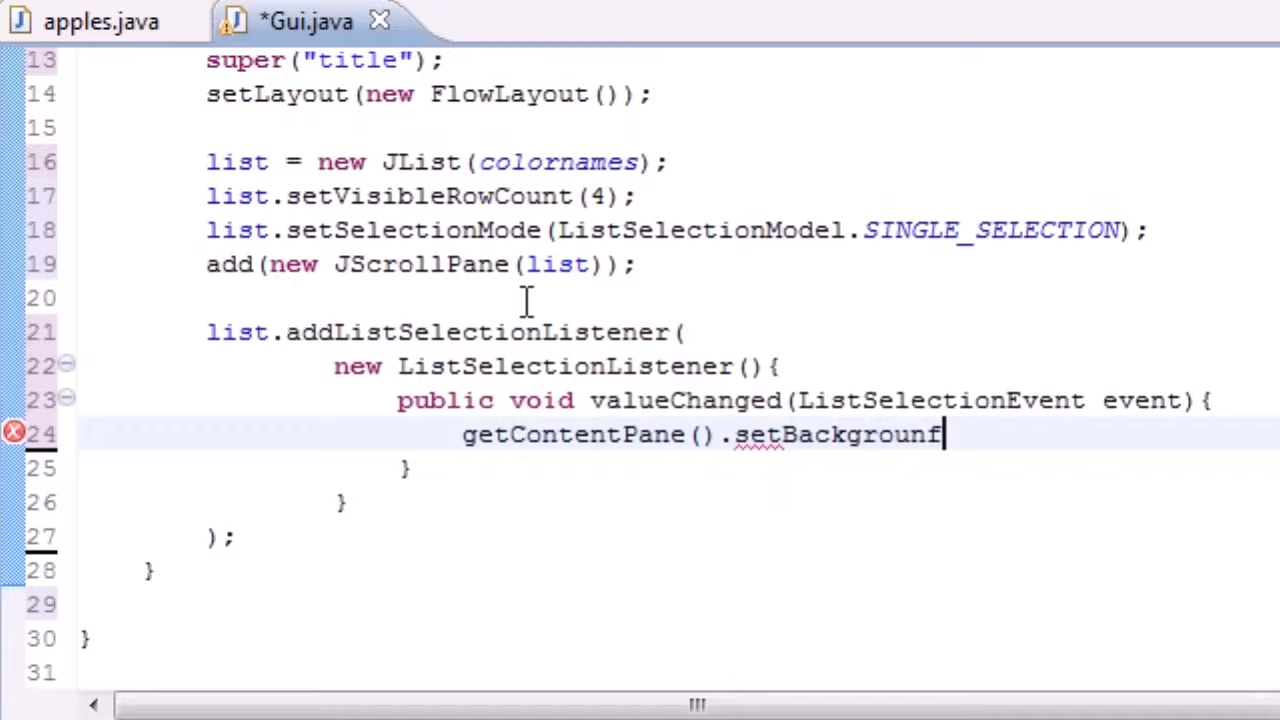 apples.java *Gui.java
13 super("title");
14 setLayout(new FlowLayout());
15
16 list = new JList(colornames);
17 list.setVisibleRowCount(4);
18 list.setSelectionMode(ListSelectionModel.SINGLE_SELECTION);
19 add(new JScrollPane(list));
20
21 list.addListSelectionListener(
22 new ListSelectionListener(){
23 public void valueChanged(ListSelectionEvent event){
24 getContentPane().setBackgrounf
25 }
26 }
27 );
28 }
29
30 }
31